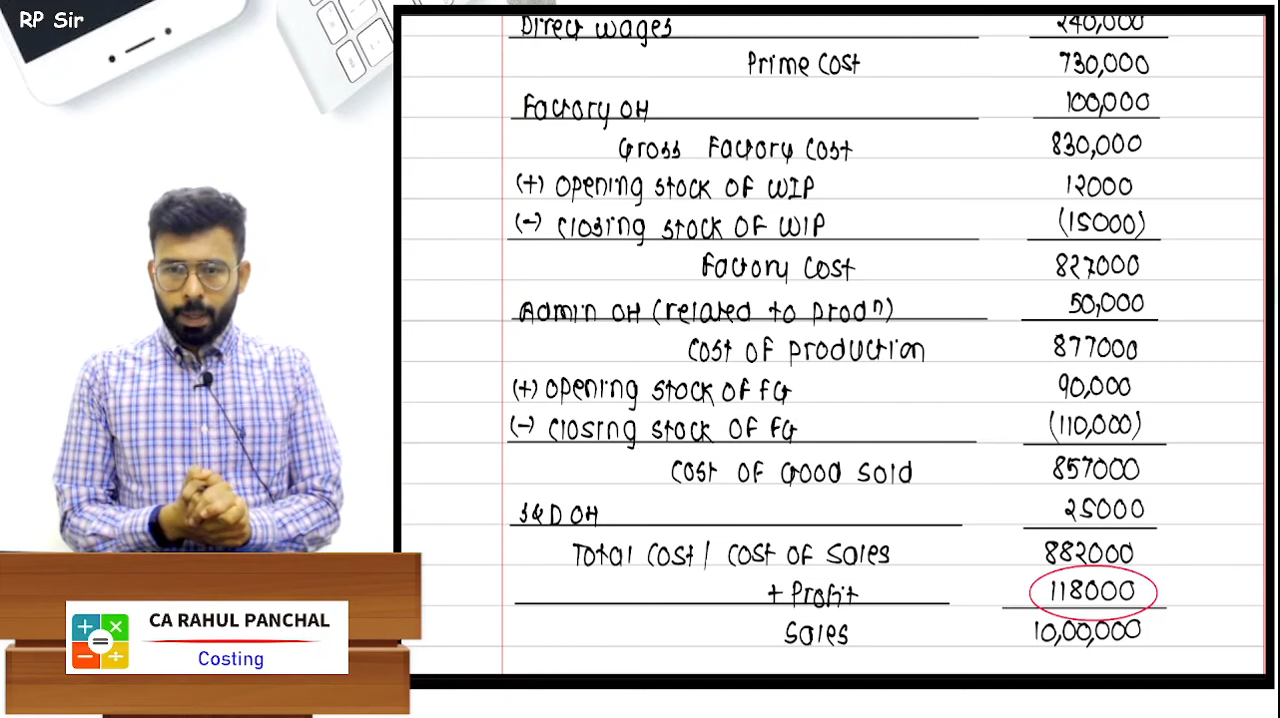 RP Sir
Direct wages 240,000
Prime Cost 730,000
Factory OH 100,000
Gross Factory Cost 830,000
(+) Opening stock of WIP 12000
(-) Closing stock of WIP (15000)
Factory Cost 827000
Admin OH (related to prodⁿ) 50,000
Cost of production 877000
(+) Opening stock of FG 90,000
(-) Closing stock of FG (110,000)
Cost of Good sold 857000
S&D OH 25000
Total Cost / Cost of Sales 882000
+ Profit 118000
Sales 10,00,000
CA RAHUL PANCHAL
Costing